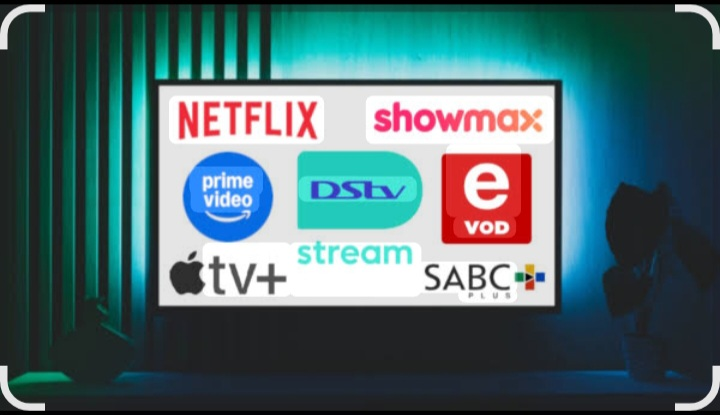 NETFLIX
showmax
prime
video
DStv
stream
e
VOD
tv+
SABC
PLUS